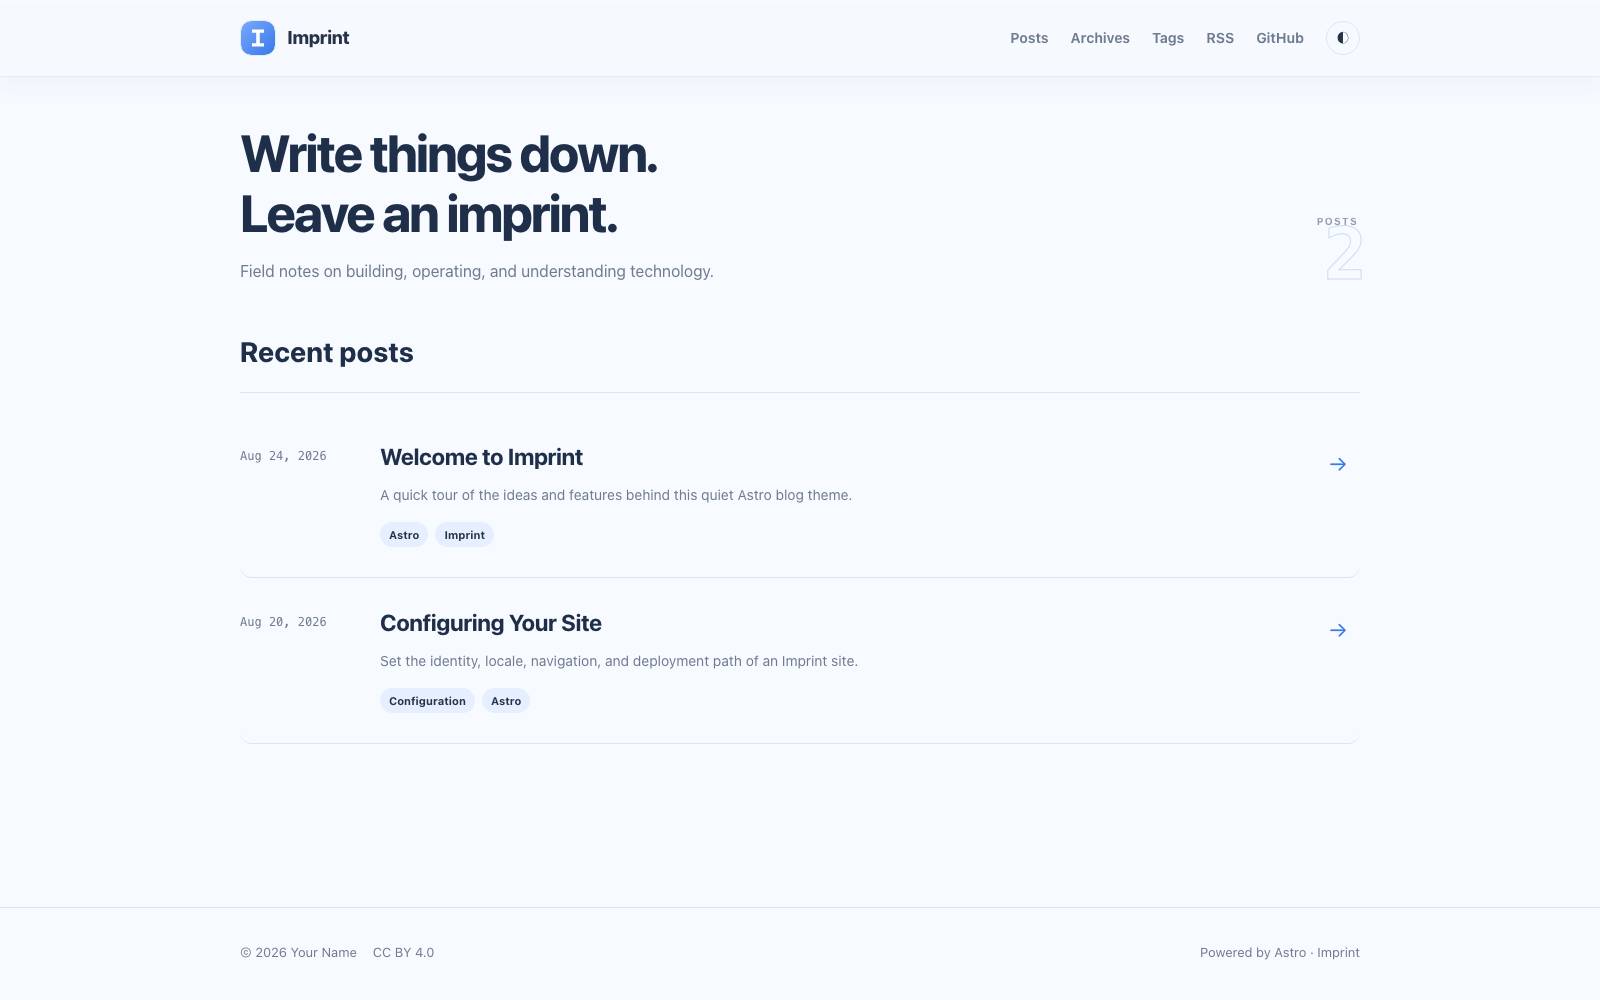 I Imprint
Posts Archives Tags RSS GitHub
Write things down.
Leave an imprint.
Field notes on building, operating, and understanding technology.
POSTS
2
Recent posts
Aug 24, 2026
Welcome to Imprint
A quick tour of the ideas and features behind this quiet Astro blog theme.
Astro Imprint
Aug 20, 2026
Configuring Your Site
Set the identity, locale, navigation, and deployment path of an Imprint site.
Configuration Astro
© 2026 Your Name CC BY 4.0
Powered by Astro · Imprint